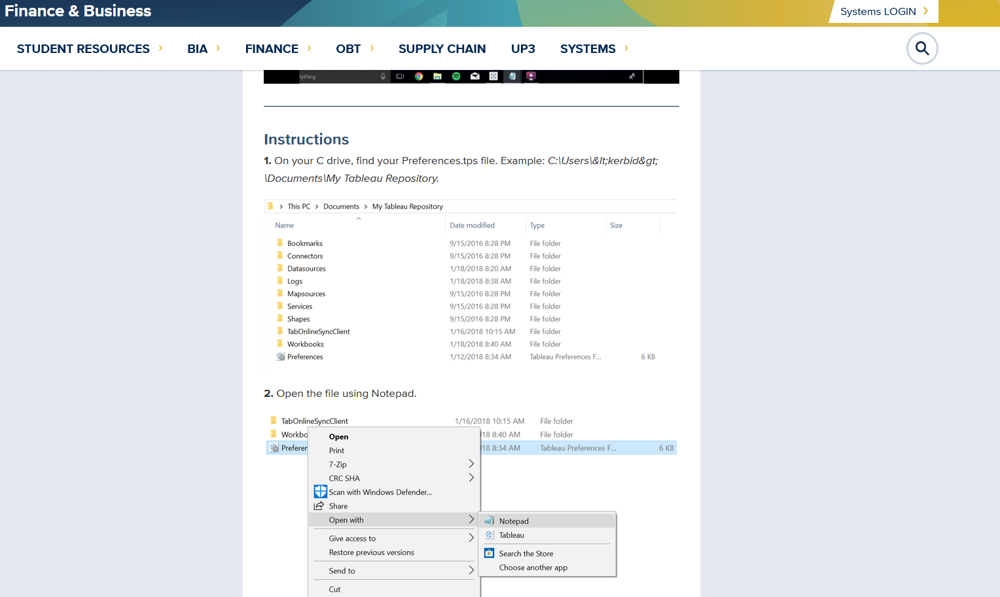 Finance & Business
Systems LOGIN
STUDENT RESOURCES BIA FINANCE OBT SUPPLY CHAIN UP3 SYSTEMS
Instructions
1. On your C drive, find your Preferences.tps file. Example: C:\Users\&lt;kerbid&gt;
\Documents\My Tableau Repository.
This PC > Documents > My Tableau Repository
Name Date modified Type Size
Bookmarks 9/15/2016 8:28 PM File folder
Connectors 9/15/2016 8:28 PM File folder
Datasources 1/18/2018 8:20 AM File folder
Logs 1/18/2018 8:38 AM File folder
Mapsources 9/15/2016 8:28 PM File folder
Services 9/15/2016 8:28 PM File folder
Shapes 9/15/2016 8:28 PM File folder
TabOnlineSyncClient 1/16/2018 10:15 AM File folder
Workbooks 1/18/2018 8:40 AM File folder
Preferences 1/12/2018 8:34 AM Tableau Preferences F... 6 KB
2. Open the file using Notepad.
TabOnlineSyncClient 1/16/2018 10:15 AM File folder
Workbo 18 8:40 AM File folder
Preferen 18 8:34 AM Tableau Preferences F... 6 KB
Open
Print
7-Zip
CRC SHA
Scan with Windows Defender...
Share
Open with
Notepad
Tableau
Search the Store
Choose another app
Give access to
Restore previous versions
Send to
Cut